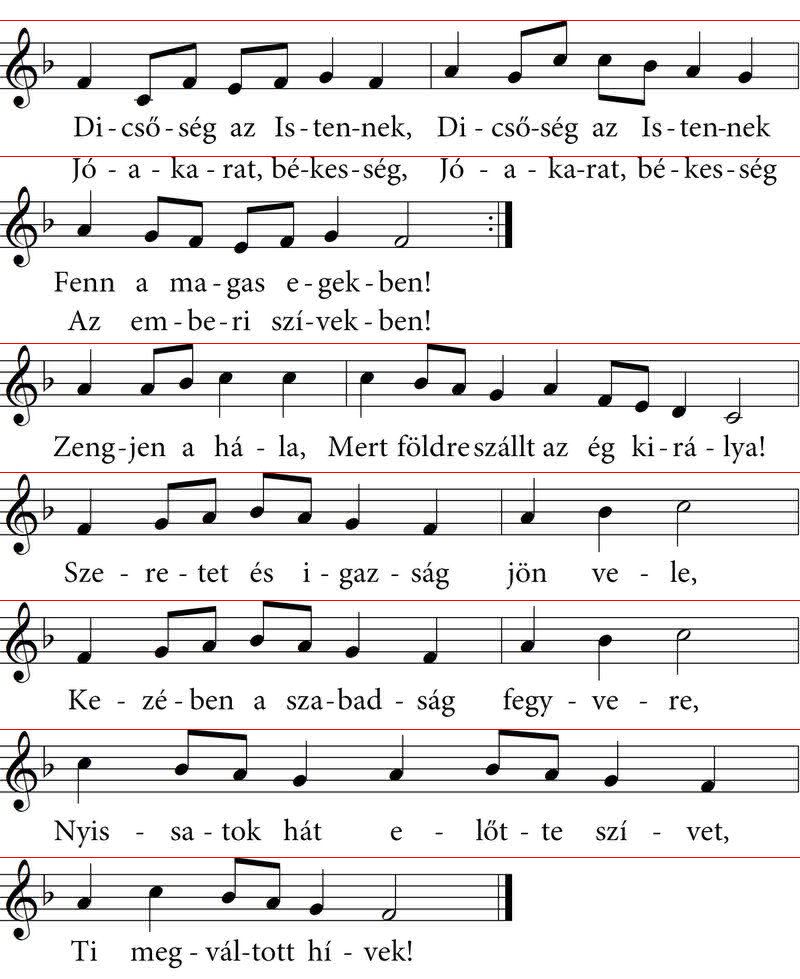 Di - cső - ség az Is - ten - nek, Di - cső - ség az Is - ten - nek
Jó - a - ka - rat, bé - kes - ség, Jó - a - ka - rat, bé - kes - ség
Fenn a ma - gas e - gek - ben!
Az em - be - ri szí - vek - ben!
Zeng - jen a há - la, Mert földre szállt az ég ki - rá - lya!
Sze - re - tet és i - gaz - ság jön ve - le,
Ke - zé - ben a sza - bad - ság fegy - ve - re,
Nyis - sa - tok hát e - lőt - te szí - vet,
Ti meg - vál - tott hí - vek!